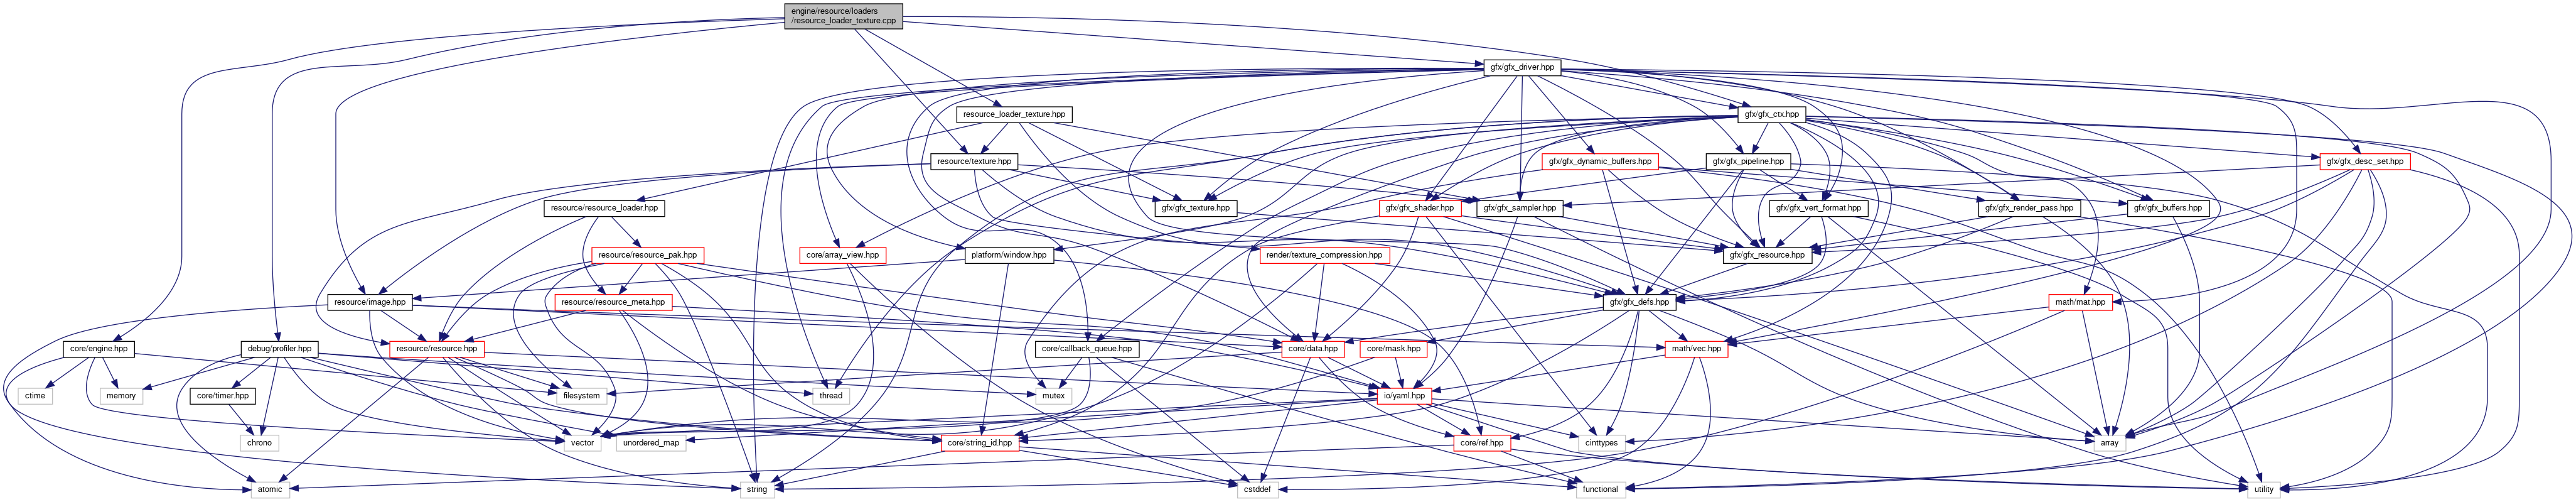 engine/resource/loaders
/resource_loader_texture.cpp
gfx/gfx_driver.hpp
resource_loader_texture.hpp
gfx/gfx_ctx.hpp
resource/texture.hpp
gfx/gfx_dynamic_buffers.hpp
gfx/gfx_pipeline.hpp
gfx/gfx_desc_set.hpp
resource/resource_loader.hpp
gfx/gfx_texture.hpp
gfx/gfx_shader.hpp
gfx/gfx_sampler.hpp
gfx/gfx_vert_format.hpp
gfx/gfx_render_pass.hpp
gfx/gfx_buffers.hpp
resource/resource_pak.hpp
core/array_view.hpp
platform/window.hpp
render/texture_compression.hpp
gfx/gfx_resource.hpp
resource/image.hpp
resource/resource_meta.hpp
gfx/gfx_defs.hpp
math/mat.hpp
core/engine.hpp
debug/profiler.hpp
resource/resource.hpp
core/callback_queue.hpp
core/data.hpp
core/mask.hpp
math/vec.hpp
ctime
memory
core/timer.hpp
filesystem
thread
mutex
io/yaml.hpp
chrono
vector
unordered_map
core/string_id.hpp
core/ref.hpp
cinttypes
array
atomic
string
cstddef
functional
utility